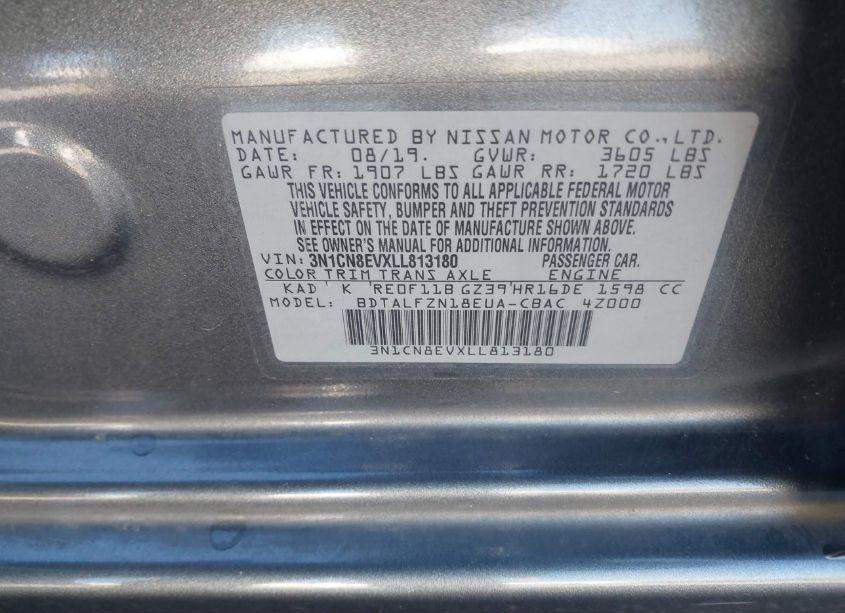 MANUFACTURED BY NISSAN MOTOR CO.,LTD.
DATE: 08/19. GVWR: 3605 LBS
GAWR FR: 1907 LBS GAWR RR: 1720 LBS
THIS VEHICLE CONFORMS TO ALL APPLICABLE FEDERAL MOTOR
VEHICLE SAFETY, BUMPER AND THEFT PREVENTION STANDARDS
IN EFFECT ON THE DATE OF MANUFACTURE SHOWN ABOVE.
SEE OWNER'S MANUAL FOR ADDITIONAL INFORMATION.
VIN: 3N1CN8EVXLL813180 PASSENGER CAR.
COLOR TRIM TRANS AXLE ENGINE
KAD ' K 'RE0F11B GZ39'HR16DE 1598 CC
MODEL: BDTALFZN18EUA-CBAC 4Z000
3N1CN8EVXLL813180